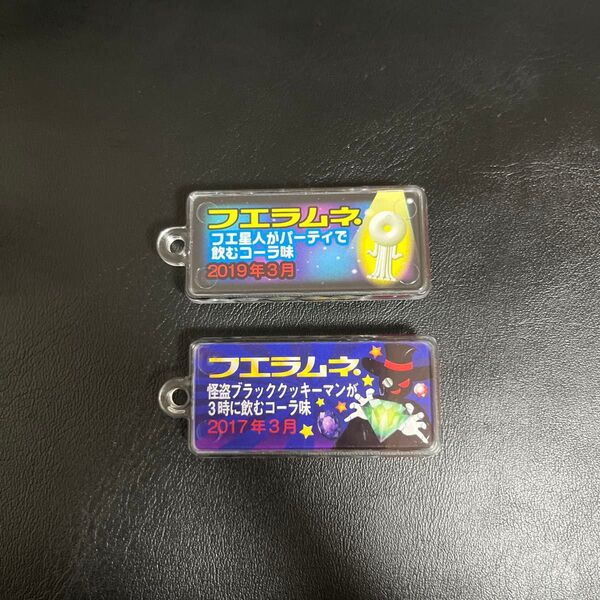 フエラムネ
フエ星人がパーティで
飲むコーラ味
2019年3月
フエラムネ
怪盗ブラッククッキーマンが
3時に飲むコーラ味
2017年3月